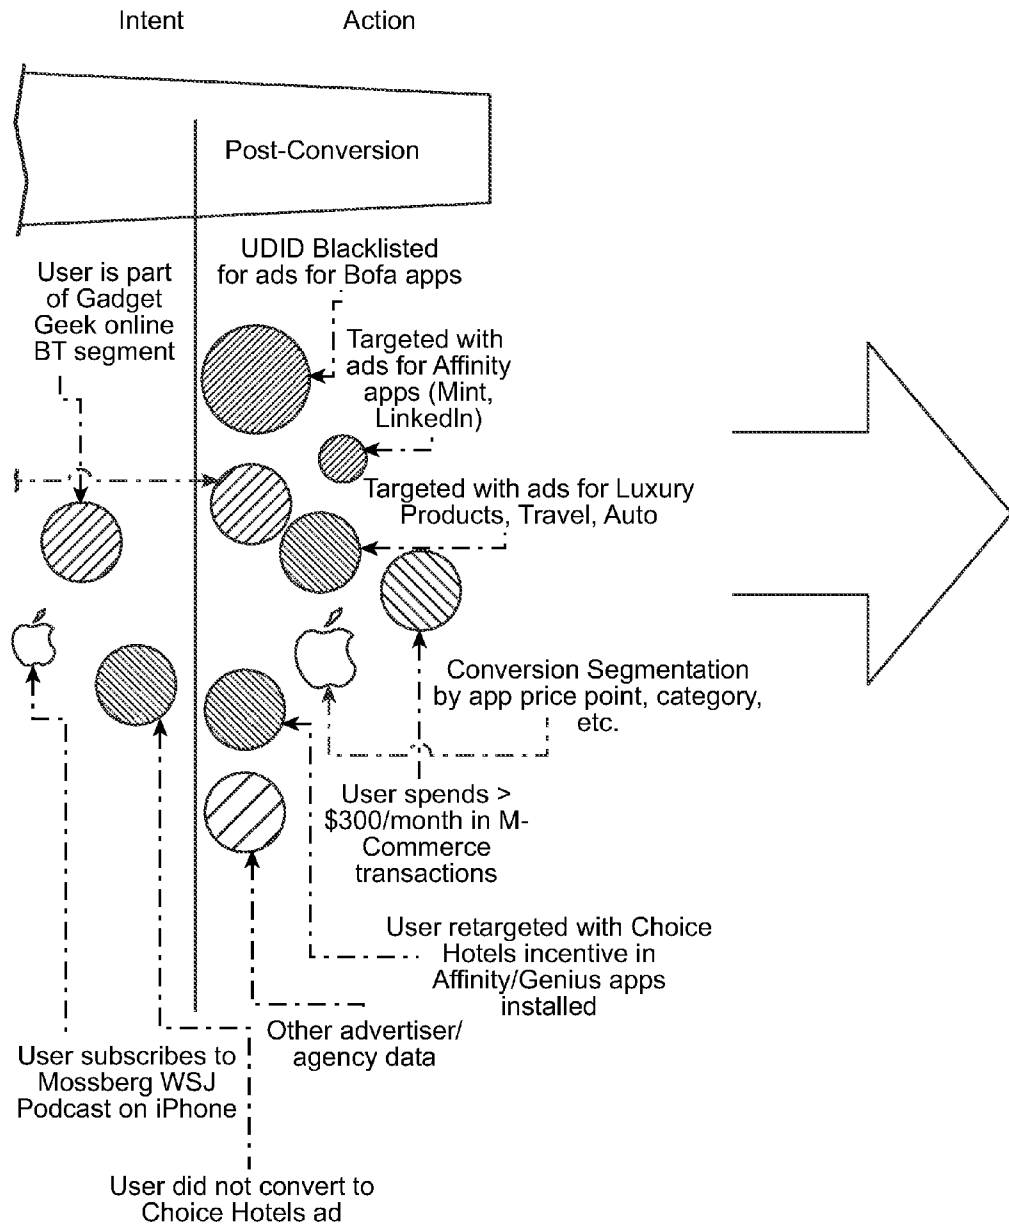 Intent
Action
Post-Conversion
UDID Blacklisted
for ads for Bofa apps
User is part
of Gadget
Geek online
BT segment
Targeted with
ads for Affinity
apps (Mint,
LinkedIn)
Targeted with ads for Luxury
Products, Travel, Auto
Conversion Segmentation
by app price point, category,
etc.
User spends >
$300/month in M-
Commerce
transactions
User retargeted with Choice
Hotels incentive in
Affinity/Genius apps
installed
Other advertiser/
agency data
User subscribes to
Mossberg WSJ
Podcast on iPhone
User did not convert to
Choice Hotels ad